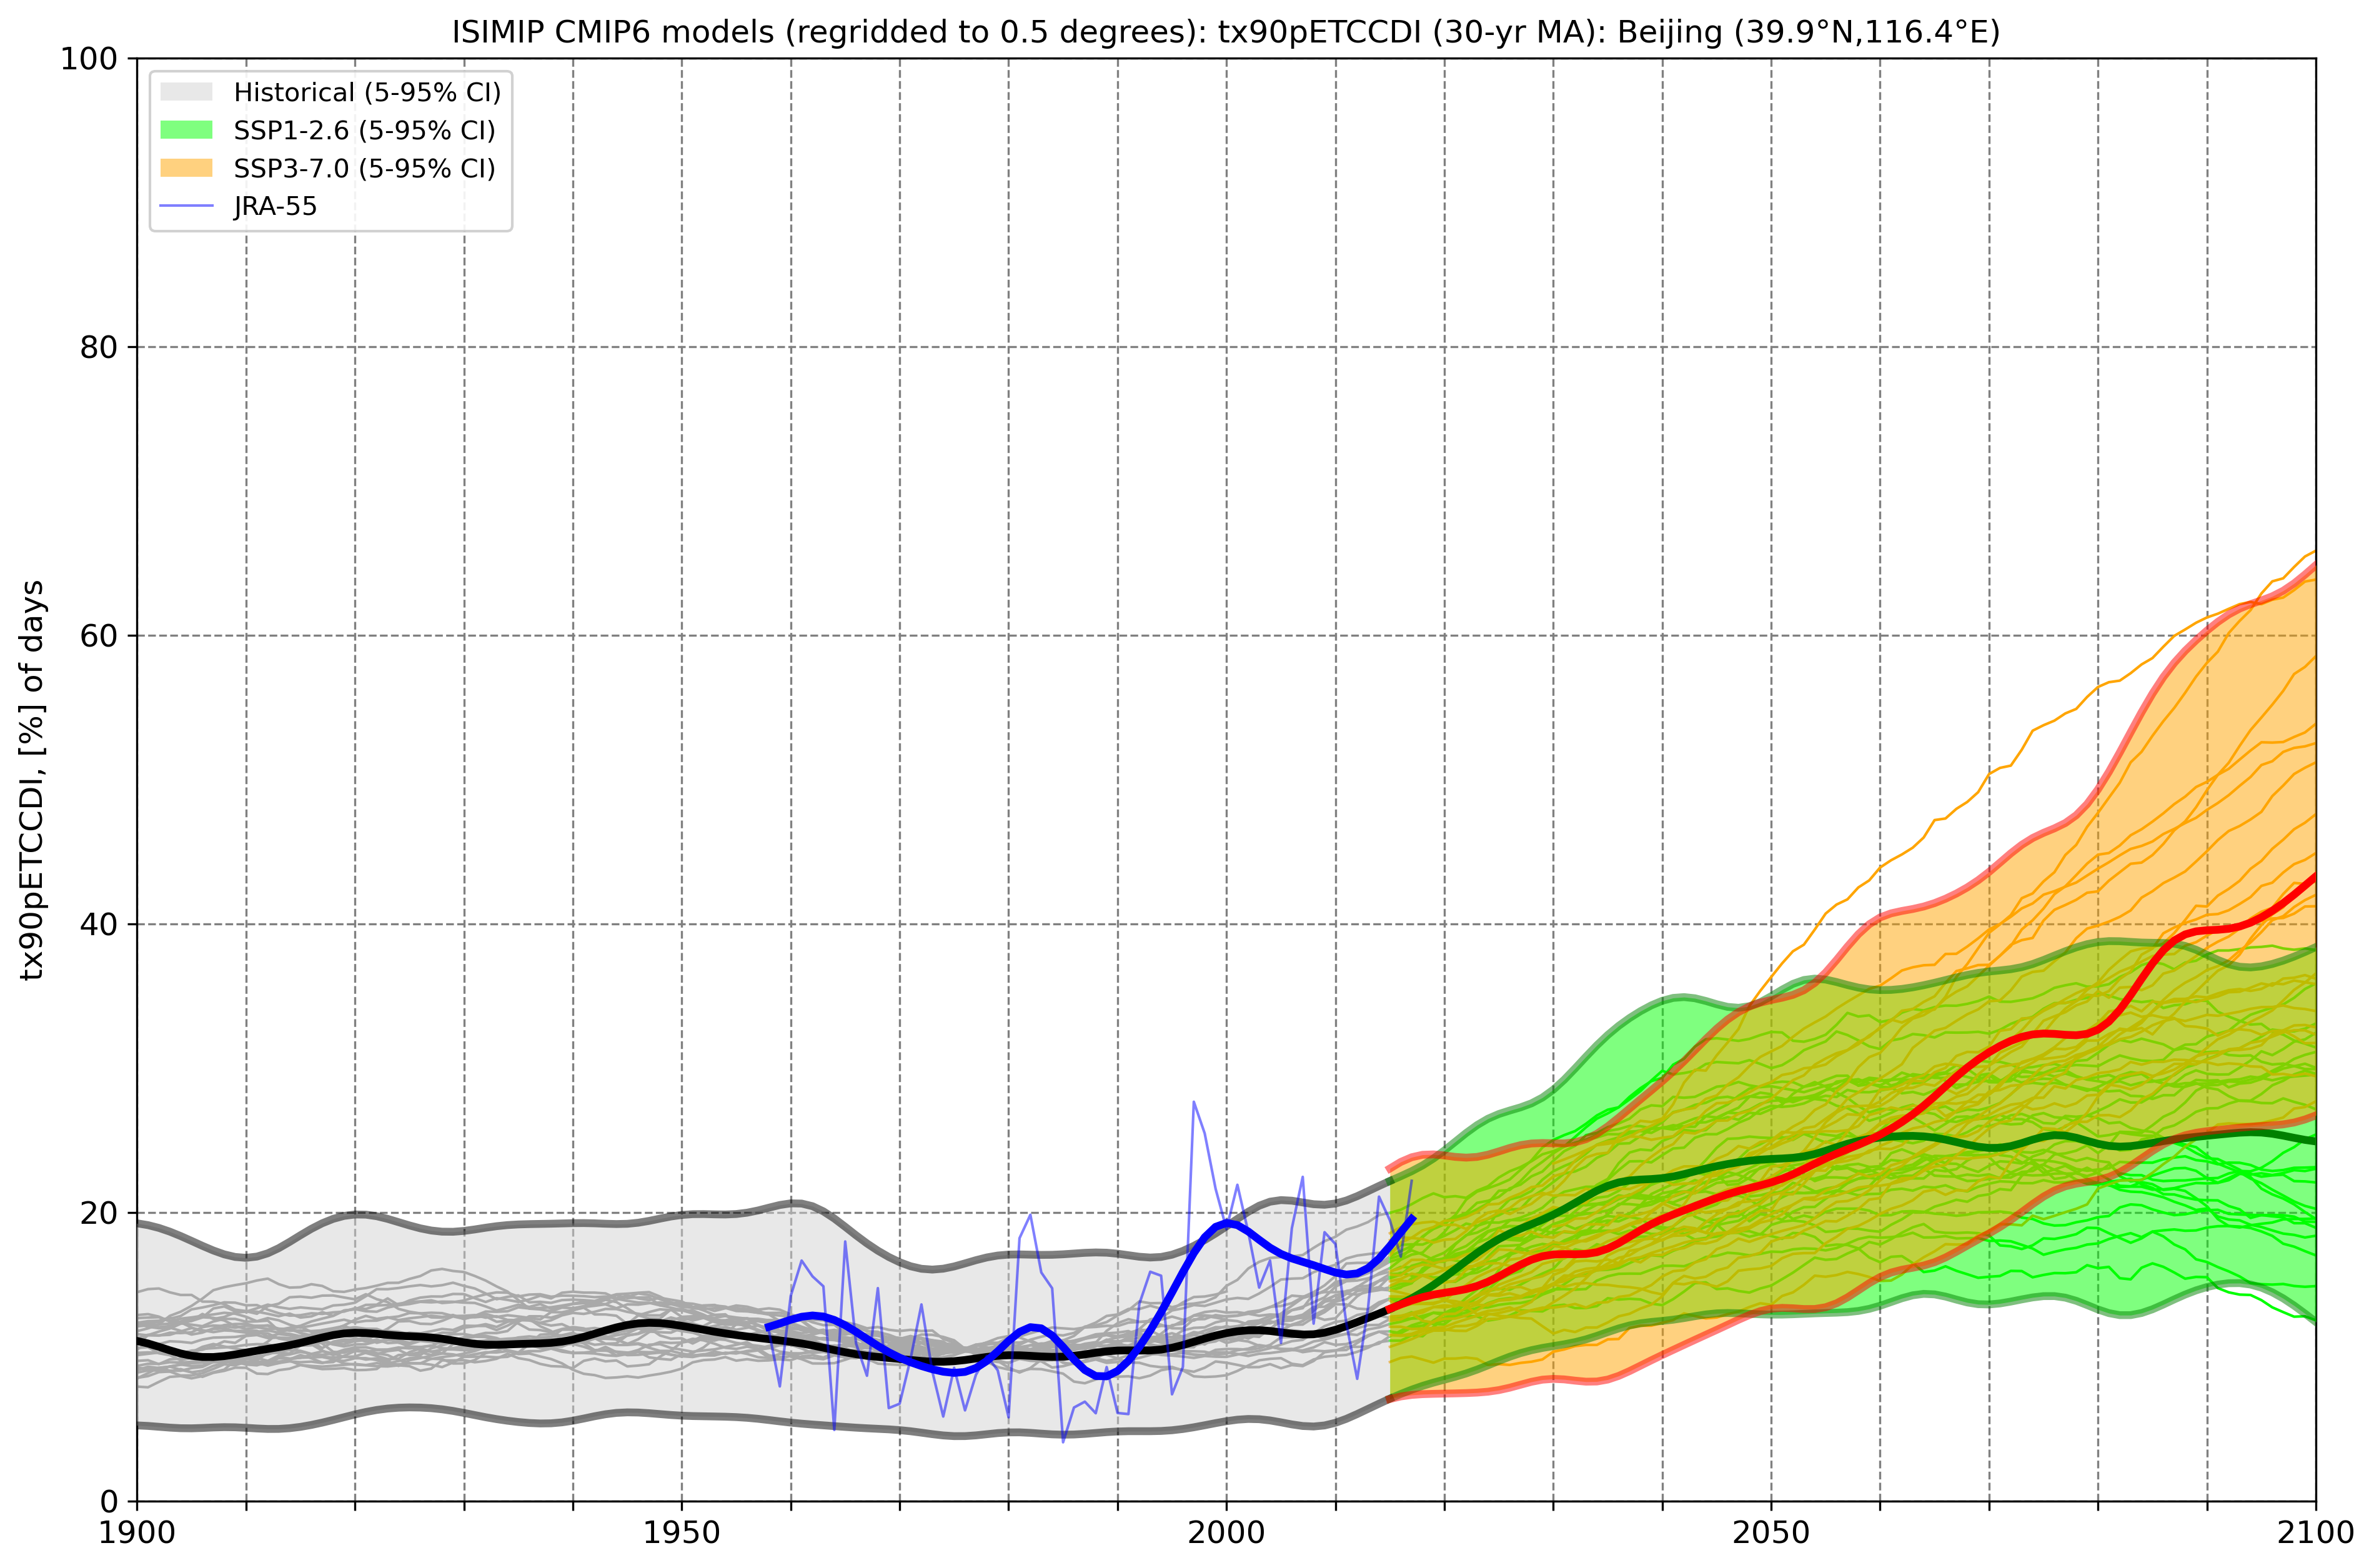 ISIMIP CMIP6 models (regridded to 0.5 degrees): tx90pETCCDI (30-yr MA): Beijing (39.9°N,116.4°E)
Historical (5-95% CI)
SSP1-2.6 (5-95% CI)
SSP3-7.0 (5-95% CI)
JRA-55
tx90pETCCDI, [%] of days
100
80
60
40
20
0
1900
1950
2000
2050
2100